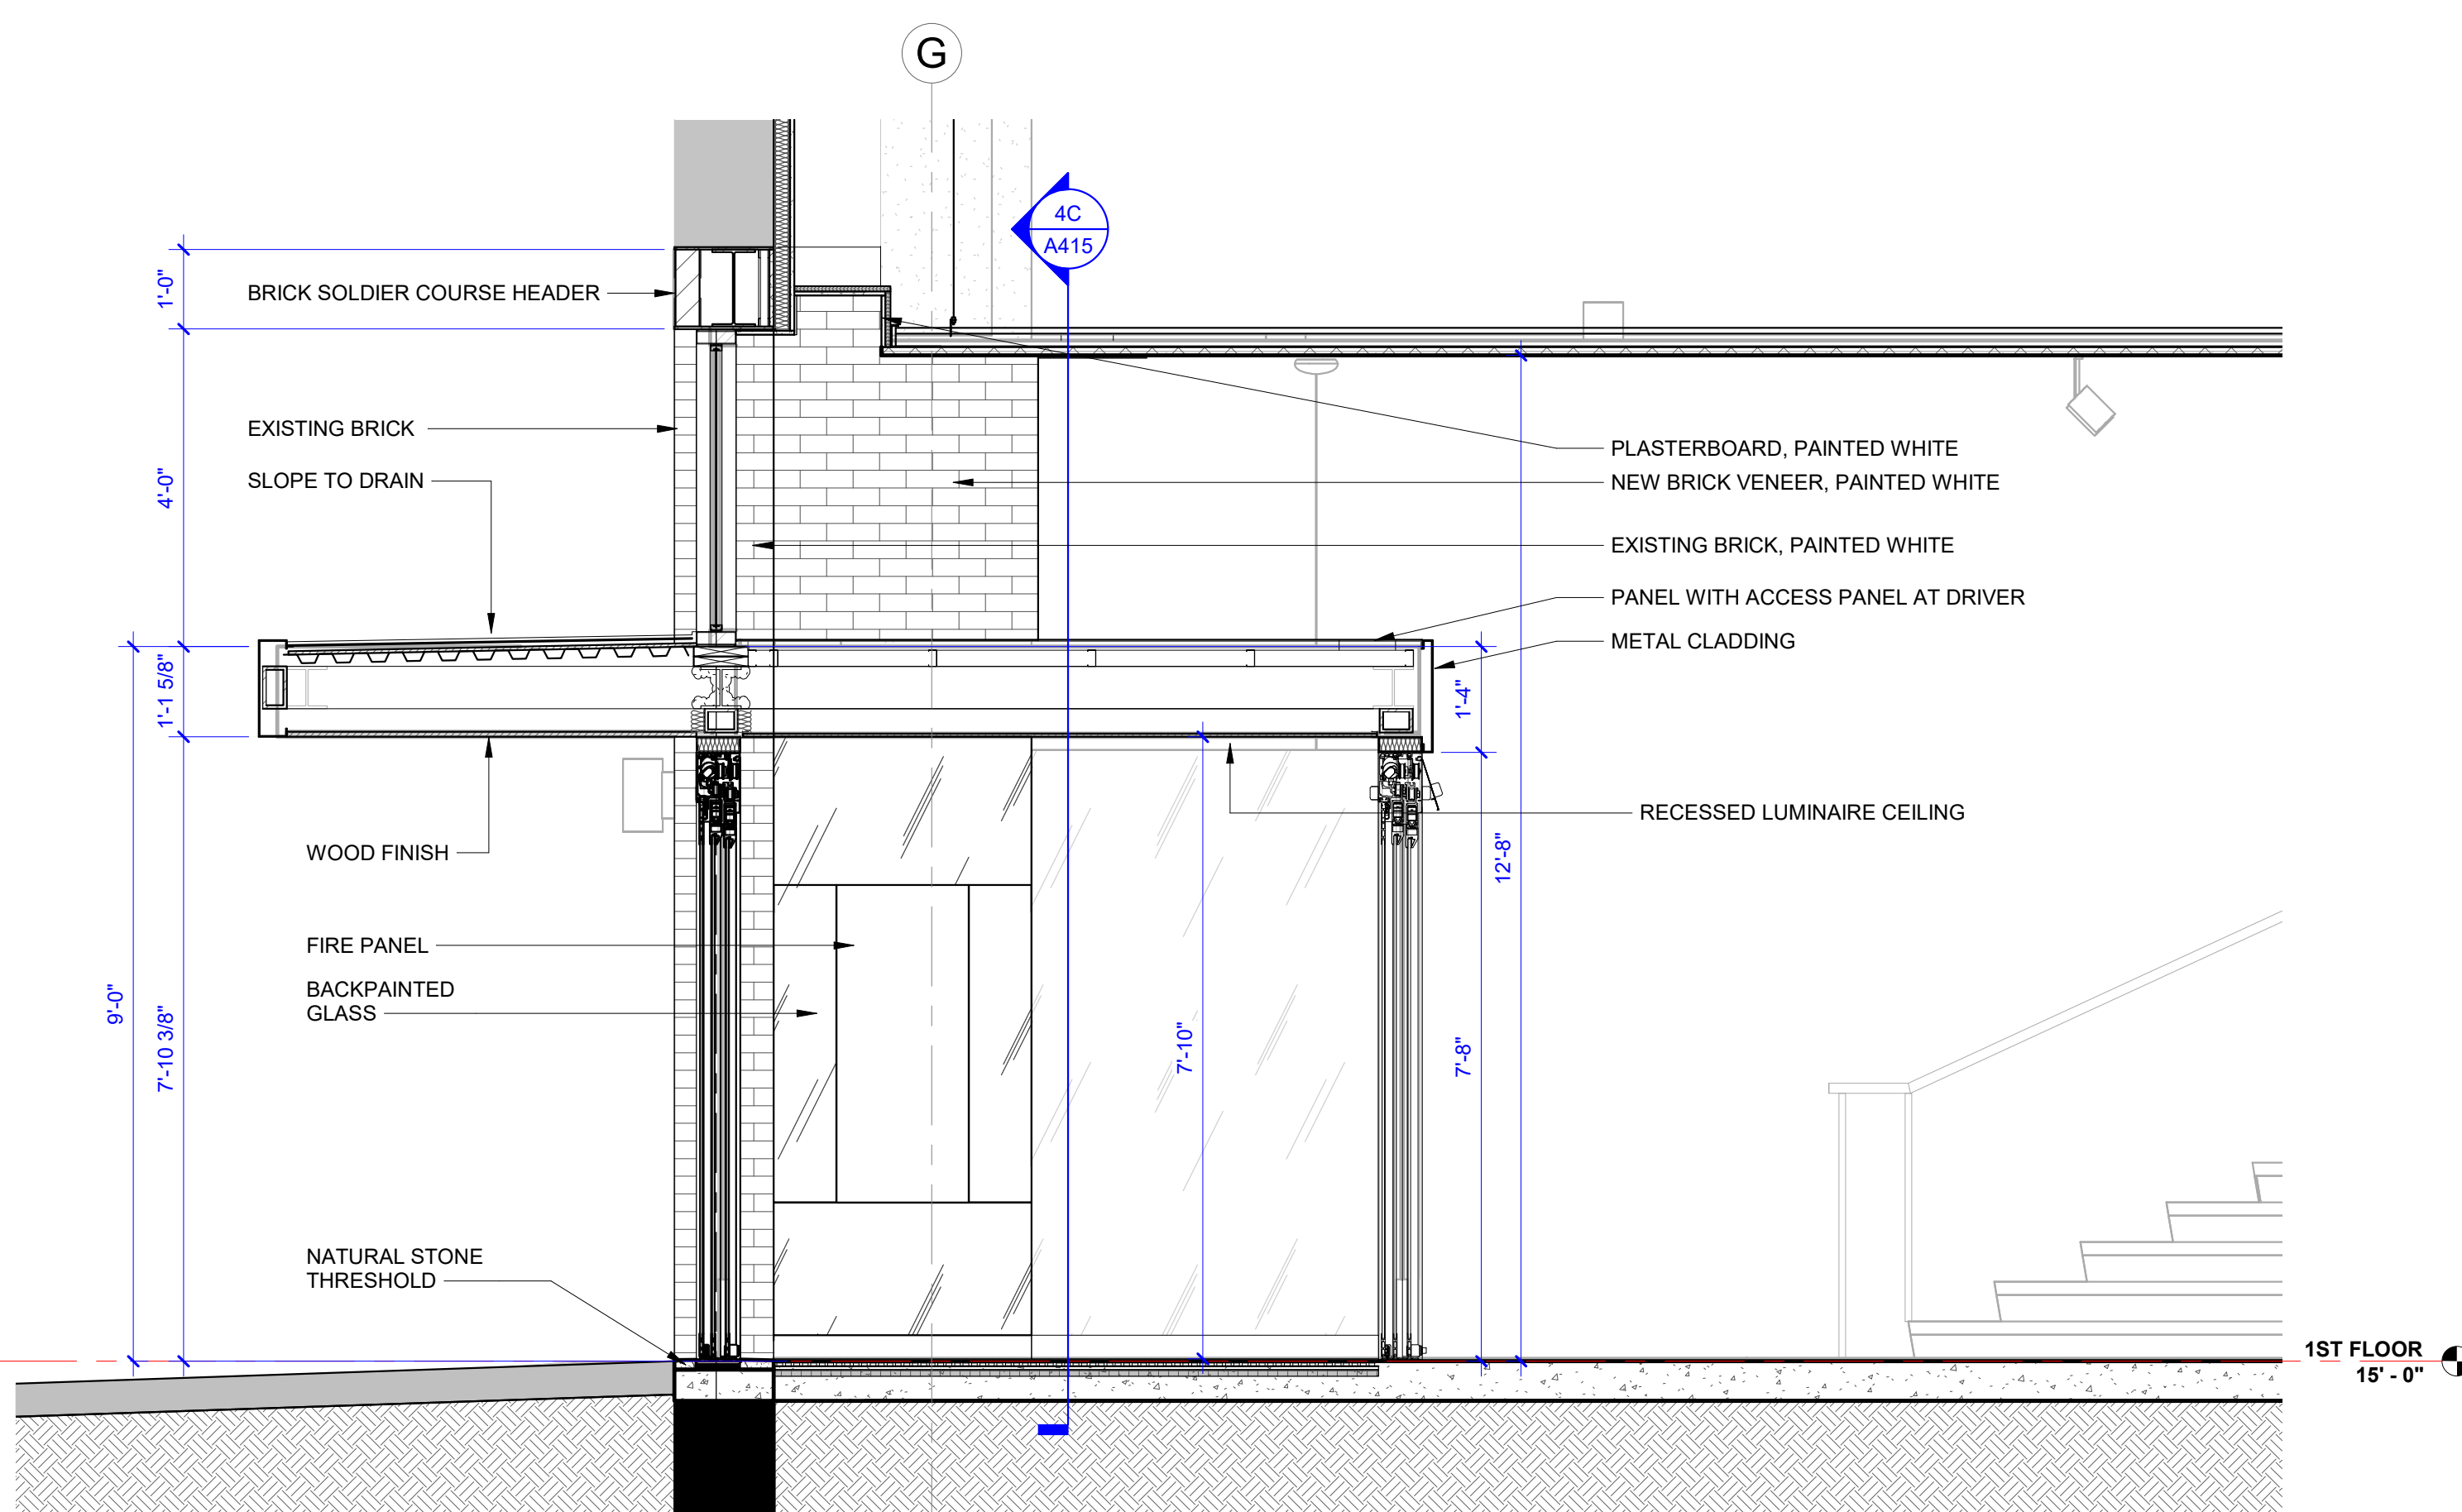 G
4C
A415
1'-0"
BRICK SOLDIER COURSE HEADER
EXISTING BRICK
SLOPE TO DRAIN
4'-0"
PLASTERBOARD, PAINTED WHITE
NEW BRICK VENEER, PAINTED WHITE
EXISTING BRICK, PAINTED WHITE
PANEL WITH ACCESS PANEL AT DRIVER
METAL CLADDING
1'-1 5/8"
1'-4"
RECESSED LUMINAIRE CEILING
WOOD FINISH
12'-8"
FIRE PANEL
BACKPAINTED
GLASS
9'-0"
7'-10 3/8"
7'-10"
7'-8"
NATURAL STONE
THRESHOLD
1ST FLOOR
15' - 0"